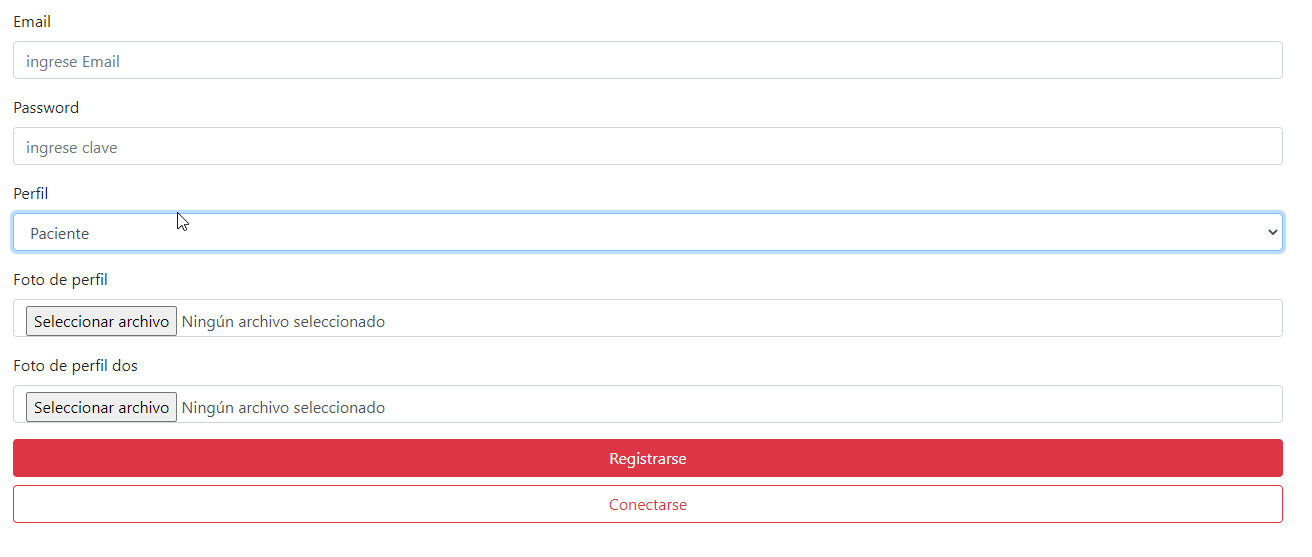 Email
ingrese Email
Password
ingrese clave
Perfil
Paciente
Foto de perfil
Seleccionar archivo Ningún archivo seleccionado
Foto de perfil dos
Seleccionar archivo Ningún archivo seleccionado
Registrarse
Conectarse